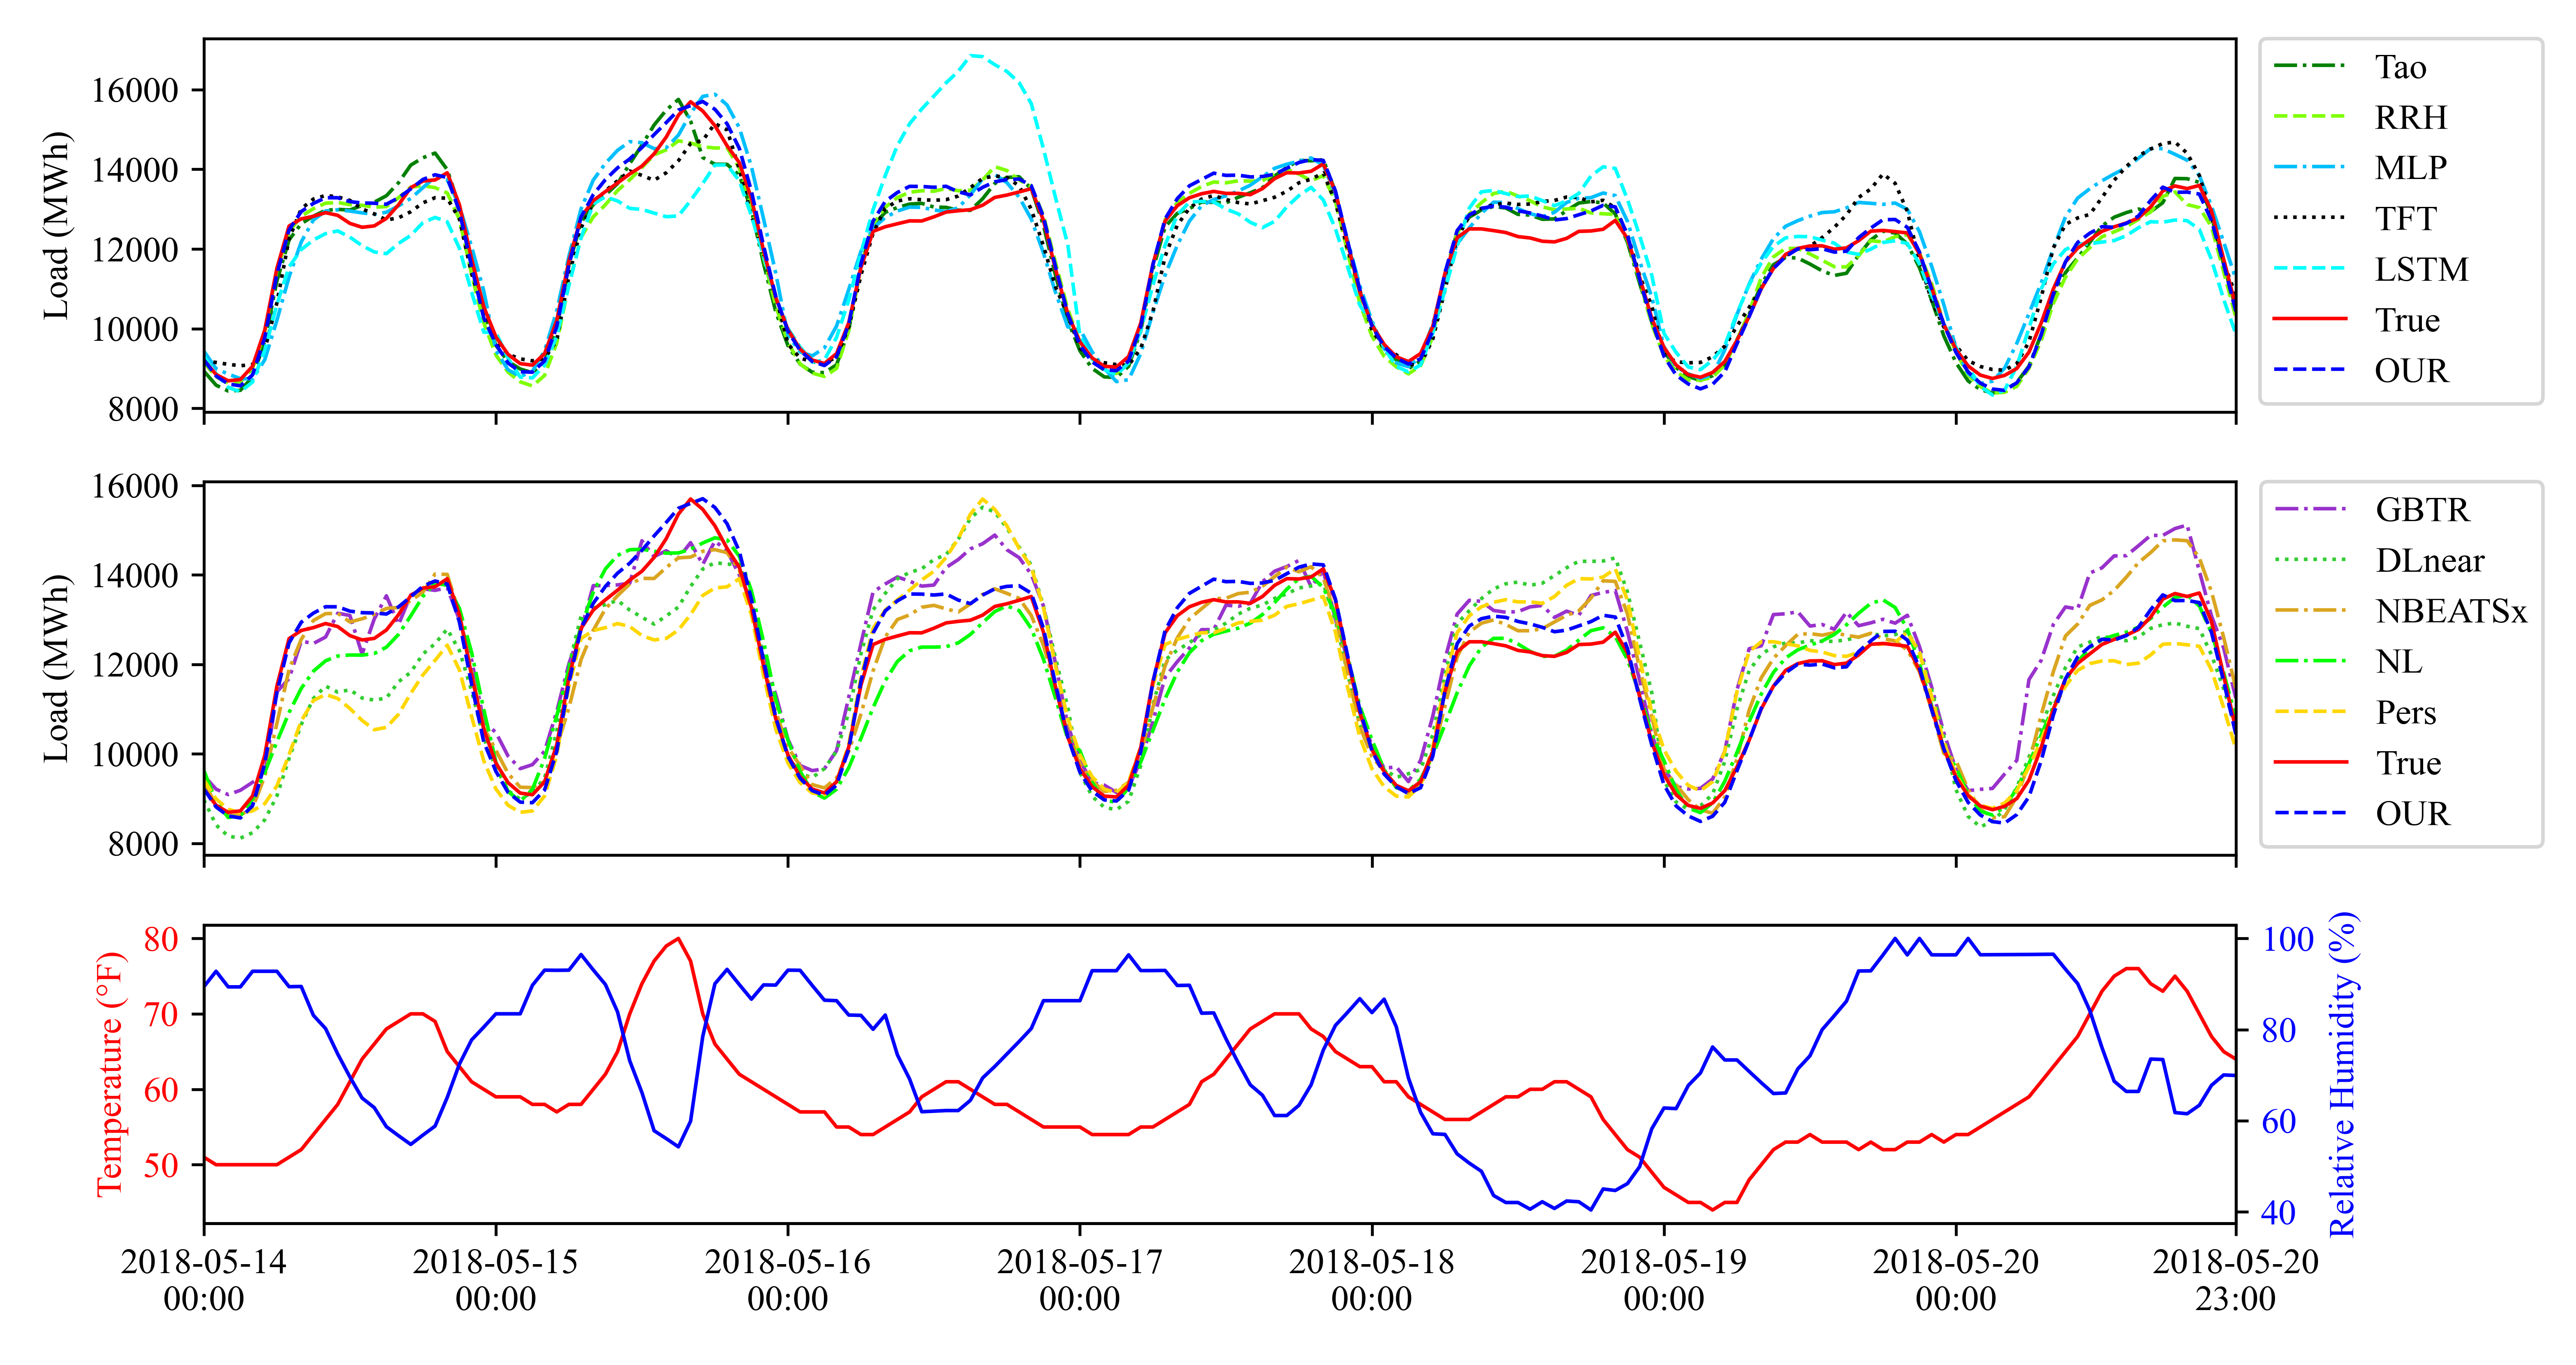 Load (MWh)
16000
14000
12000
10000
8000
Tao
RRH
MLP
TFT
LSTM
True
OUR
Load (MWh)
16000
14000
12000
10000
8000
GBTR
DLnear
NBEATSx
NL
Pers
True
OUR
Temperature (°F)
80
70
60
50
100
80
60
40
Relative Humidity (%)
2018-05-14
00:00
2018-05-15
00:00
2018-05-16
00:00
2018-05-17
00:00
2018-05-18
00:00
2018-05-19
00:00
2018-05-20
00:00
2018-05-20
23:00